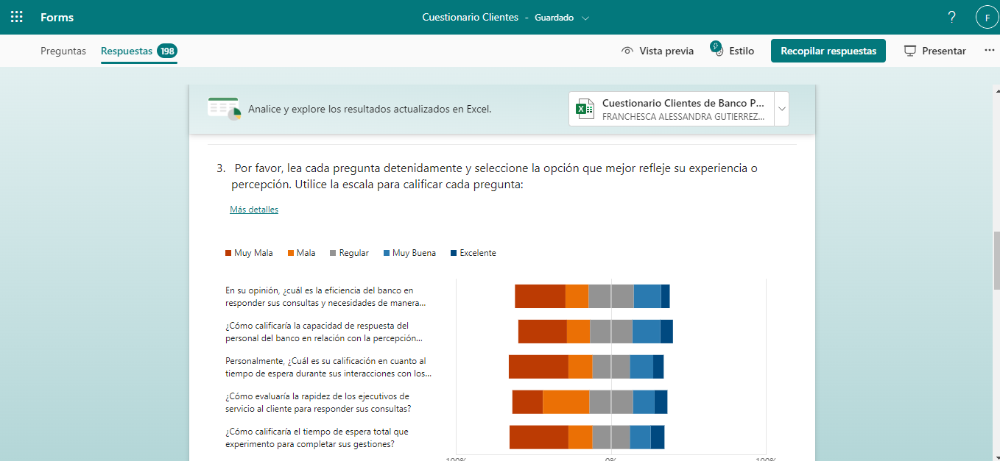 Forms
Cuestionario Clientes - Guardado
?
F
Preguntas
Respuestas 198
Vista previa
Estilo
Recopilar respuestas
Presentar
...
Analice y explore los resultados actualizados en Excel.
Cuestionario Clientes de Banco P...
FRANCHESCA ALESSANDRA GUTIERREZ...
3. Por favor, lea cada pregunta detenidamente y seleccione la opción que mejor refleje su experiencia o
percepción. Utilice la escala para calificar cada pregunta:
Más detalles
Muy Mala Mala Regular Muy Buena Excelente
En su opinión, ¿cuál es la eficiencia del banco en
responder sus consultas y necesidades de manera...
¿Cómo calificaría la capacidad de respuesta del
personal del banco en relación con la percepción...
Personalmente, ¿Cuál es su calificación en cuanto al
tiempo de espera durante sus interacciones con los...
¿Cómo evaluaría la rapidez de los ejecutivos de
servicio al cliente para responder sus consultas?
¿Cómo calificaría el tiempo de espera total que
experimento para completar sus gestiones?
100% 0% 100%